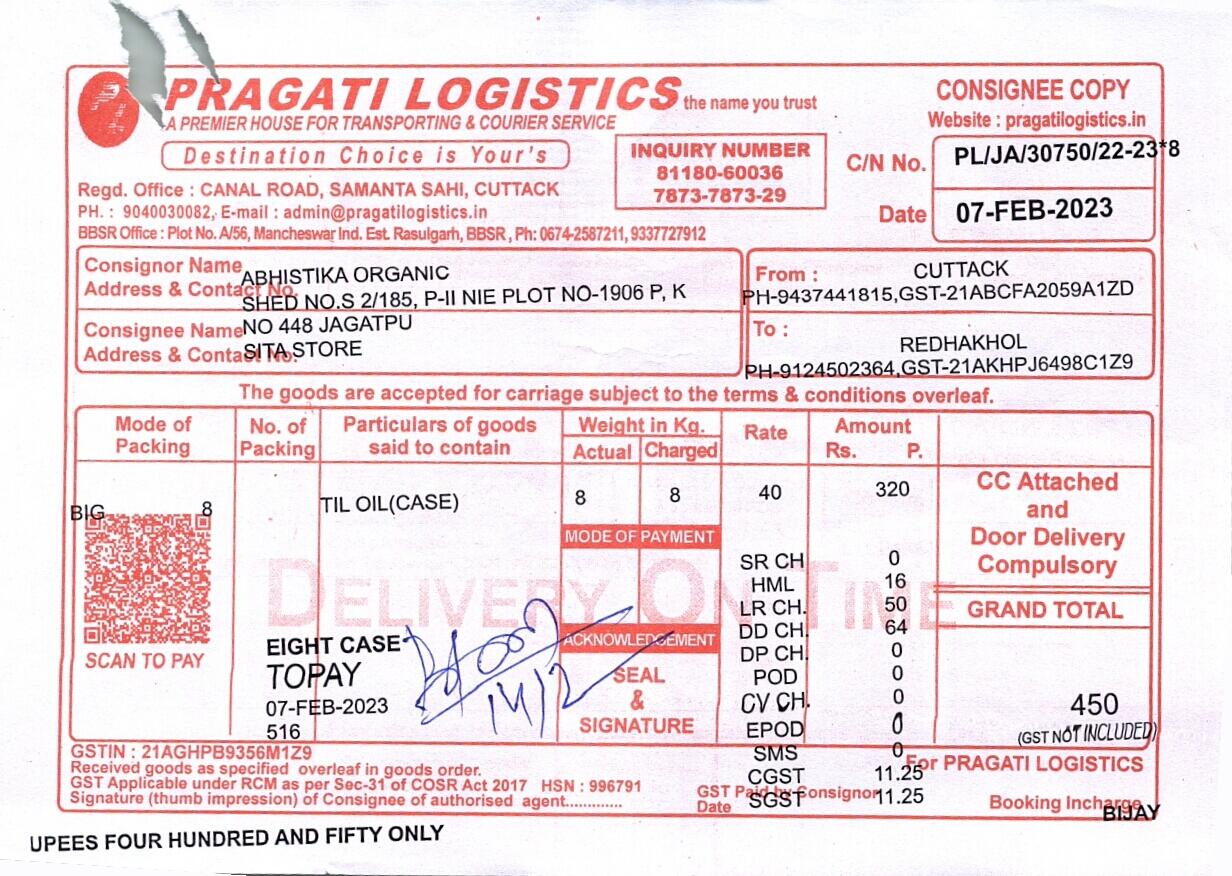 PRAGATI LOGISTICS the name you trust
A PREMIER HOUSE FOR TRANSPORTING & COURIER SERVICE
Destination Choice is Your's
Regd. Office : CANAL ROAD, SAMANTA SAHI, CUTTACK
PH. : 9040030082, E-mail : admin@pragatilogistics.in
BBSR Office : Plot No. A/56, Mancheswar Ind. Est. Rasulgarh, BBSR , Ph: 0674-2587211, 9337727912
INQUIRY NUMBER
81180-60036
7873-7873-29
CONSIGNEE COPY
Website : pragatilogistics.in
C/N No. PL/JA/30750/22-23*8
Date 07-FEB-2023
Consignor Name ABHISTIKA ORGANIC
Address & Contact No. SHED NO.S 2/185, P-II NIE PLOT NO-1906 P, K
Consignee Name NO 448 JAGATPU
Address & Contact No. SITA STORE
From : CUTTACK
PH-9437441815,GST-21ABCFA2059A1ZD
To : REDHAKHOL
PH-9124502364,GST-21AKHPJ6498C1Z9
The goods are accepted for carriage subject to the terms & conditions overleaf.
Mode of Packing
No. of Packing
Particulars of goods said to contain
Weight in Kg.
Actual Charged
Rate
Amount
Rs. P.
BIG 8 TIL OIL(CASE) 8 8 40 320
CC Attached
and
Door Delivery
Compulsory
MODE OF PAYMENT
DELIVERY ON TIME
SR CH 0
HML 16
LR CH. 50
DD CH. 64
DP CH. 0
POD 0
CV CH. 0
EPOD 0
SMS 0
CGST 11.25
SGST 11.25
GRAND TOTAL
450
(GST NOT INCLUDED)
SCAN TO PAY
EIGHT CASE
TOPAY
07-FEB-2023
516
14/2
ACKNOWLEDGEMENT
SEAL
&
SIGNATURE
GSTIN : 21AGHPB9356M1Z9
Received goods as specified overleaf in goods order.
GST Applicable under RCM as per Sec-31 of COSR Act 2017 HSN : 996791
Signature (thumb impression) of Consignee of authorised agent.............
GST Paid by Consignor
Date
For PRAGATI LOGISTICS
Booking Incharge
BIJAY
UPEES FOUR HUNDRED AND FIFTY ONLY